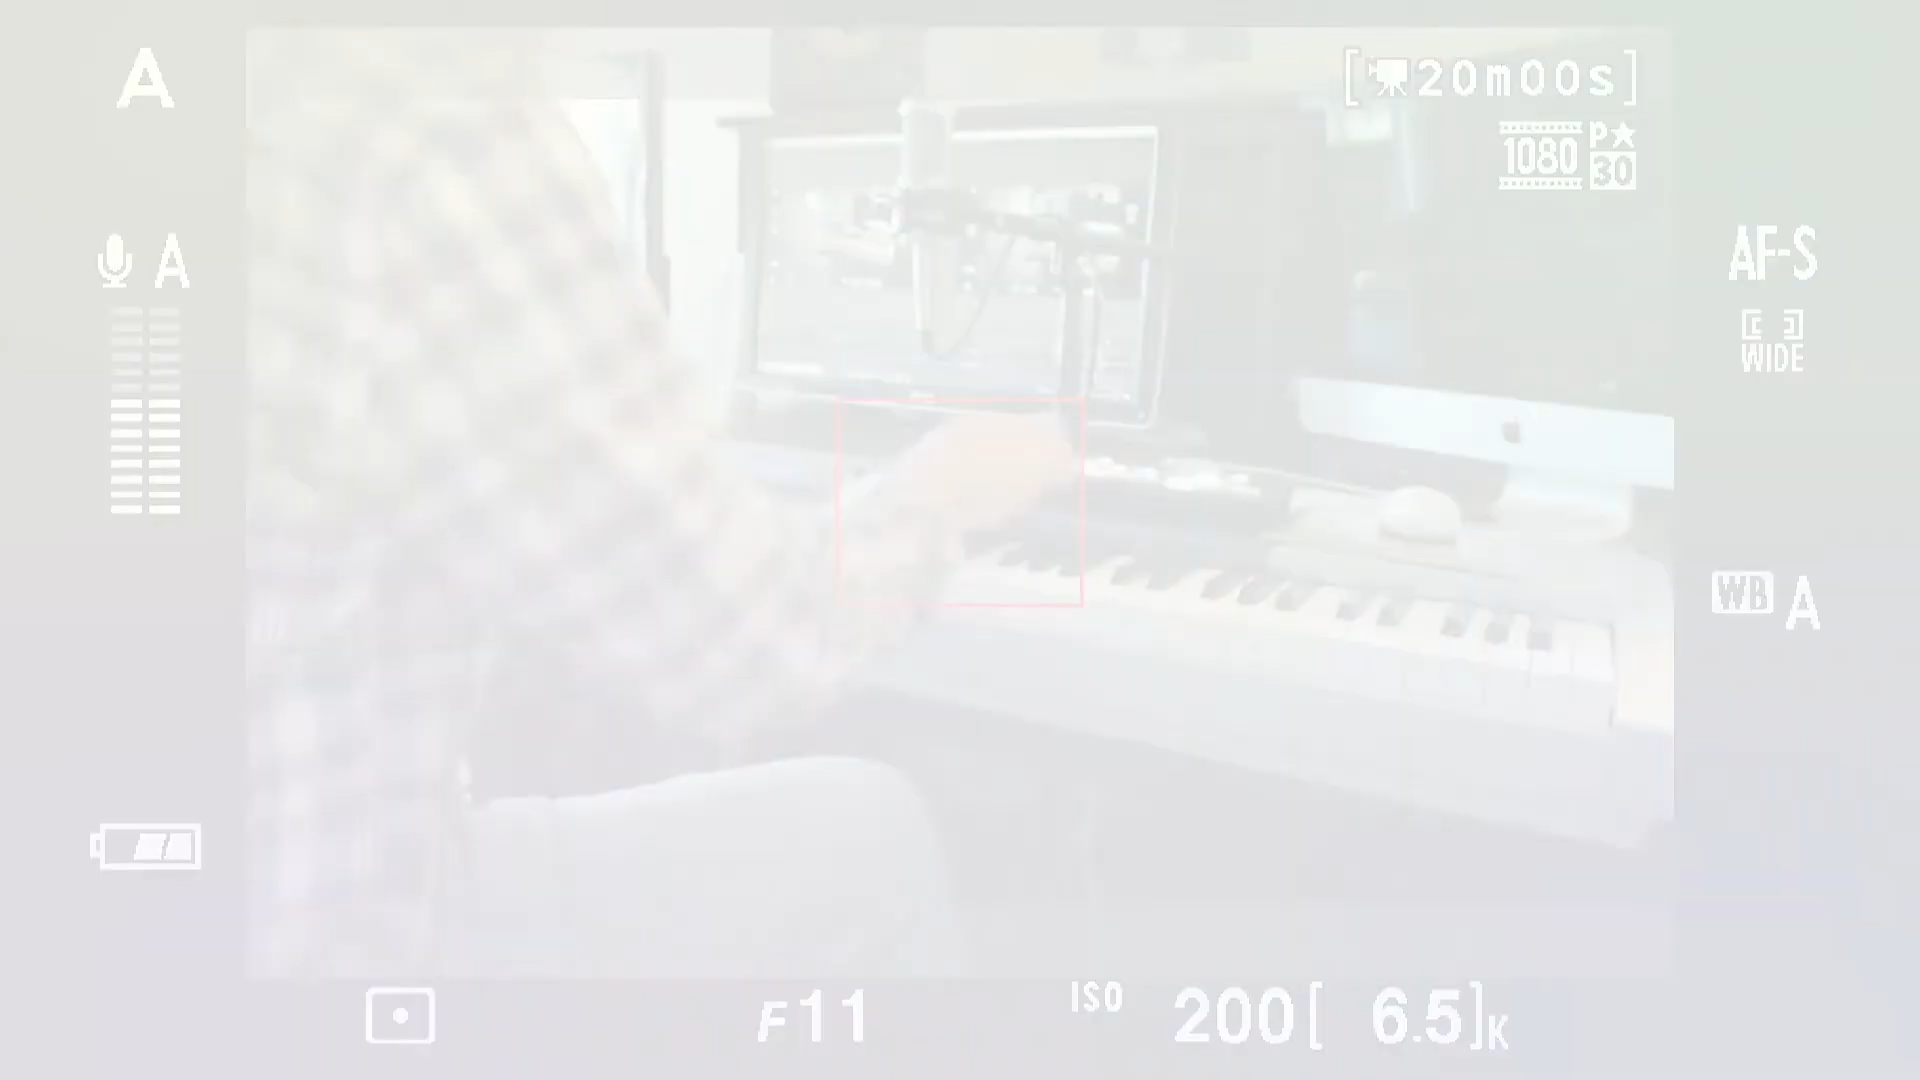 A
[20m00s]
1080 P★
30
A
AF-S
WIDE
WB A
F11
ISO 200 [ 6.5]K